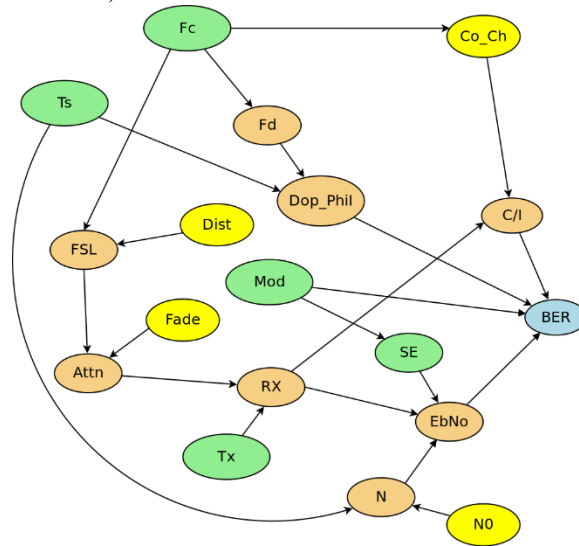 Fc
Co_Ch
Ts
Fd
Dop_Phil
C/I
Dist
FSL
Mod
Fade
BER
SE
Attn
RX
EbNo
Tx
N
N0